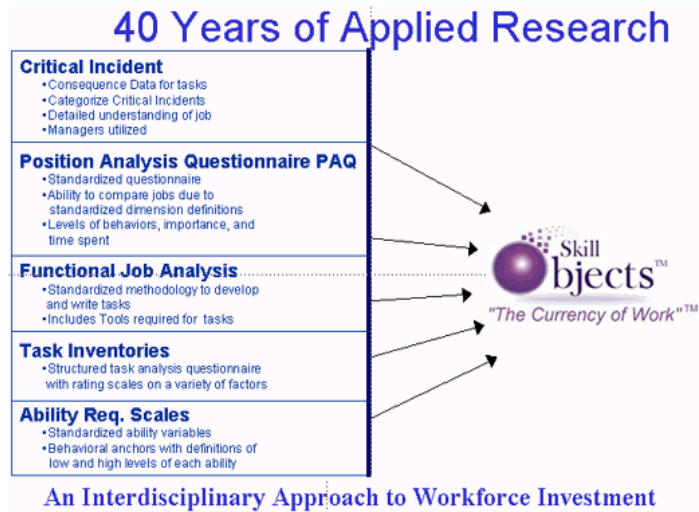 40 Years of Applied Research
Critical Incident
•Consequence Data for tasks
•Categorize Critical Incidents
•Detailed understanding of job
•Managers utilized
Position Analysis Questionnaire PAQ
•Standardized questionnaire
•Ability to compare jobs due to
standardized dimension definitions
•Levels of behaviors, importance, and
time spent
Functional Job Analysis
•Standardized methodology to develop
and write tasks
•Includes Tools required for tasks
Task Inventories
•Structured task analysis questionnaire
with rating scales on a variety of factors
Ability Req. Scales
•Standardized ability variables
•Behavioral anchors with definitions of
low and high levels of each ability
Skill
Objects™
"The Currency of Work"™
An Interdisciplinary Approach to Workforce Investment